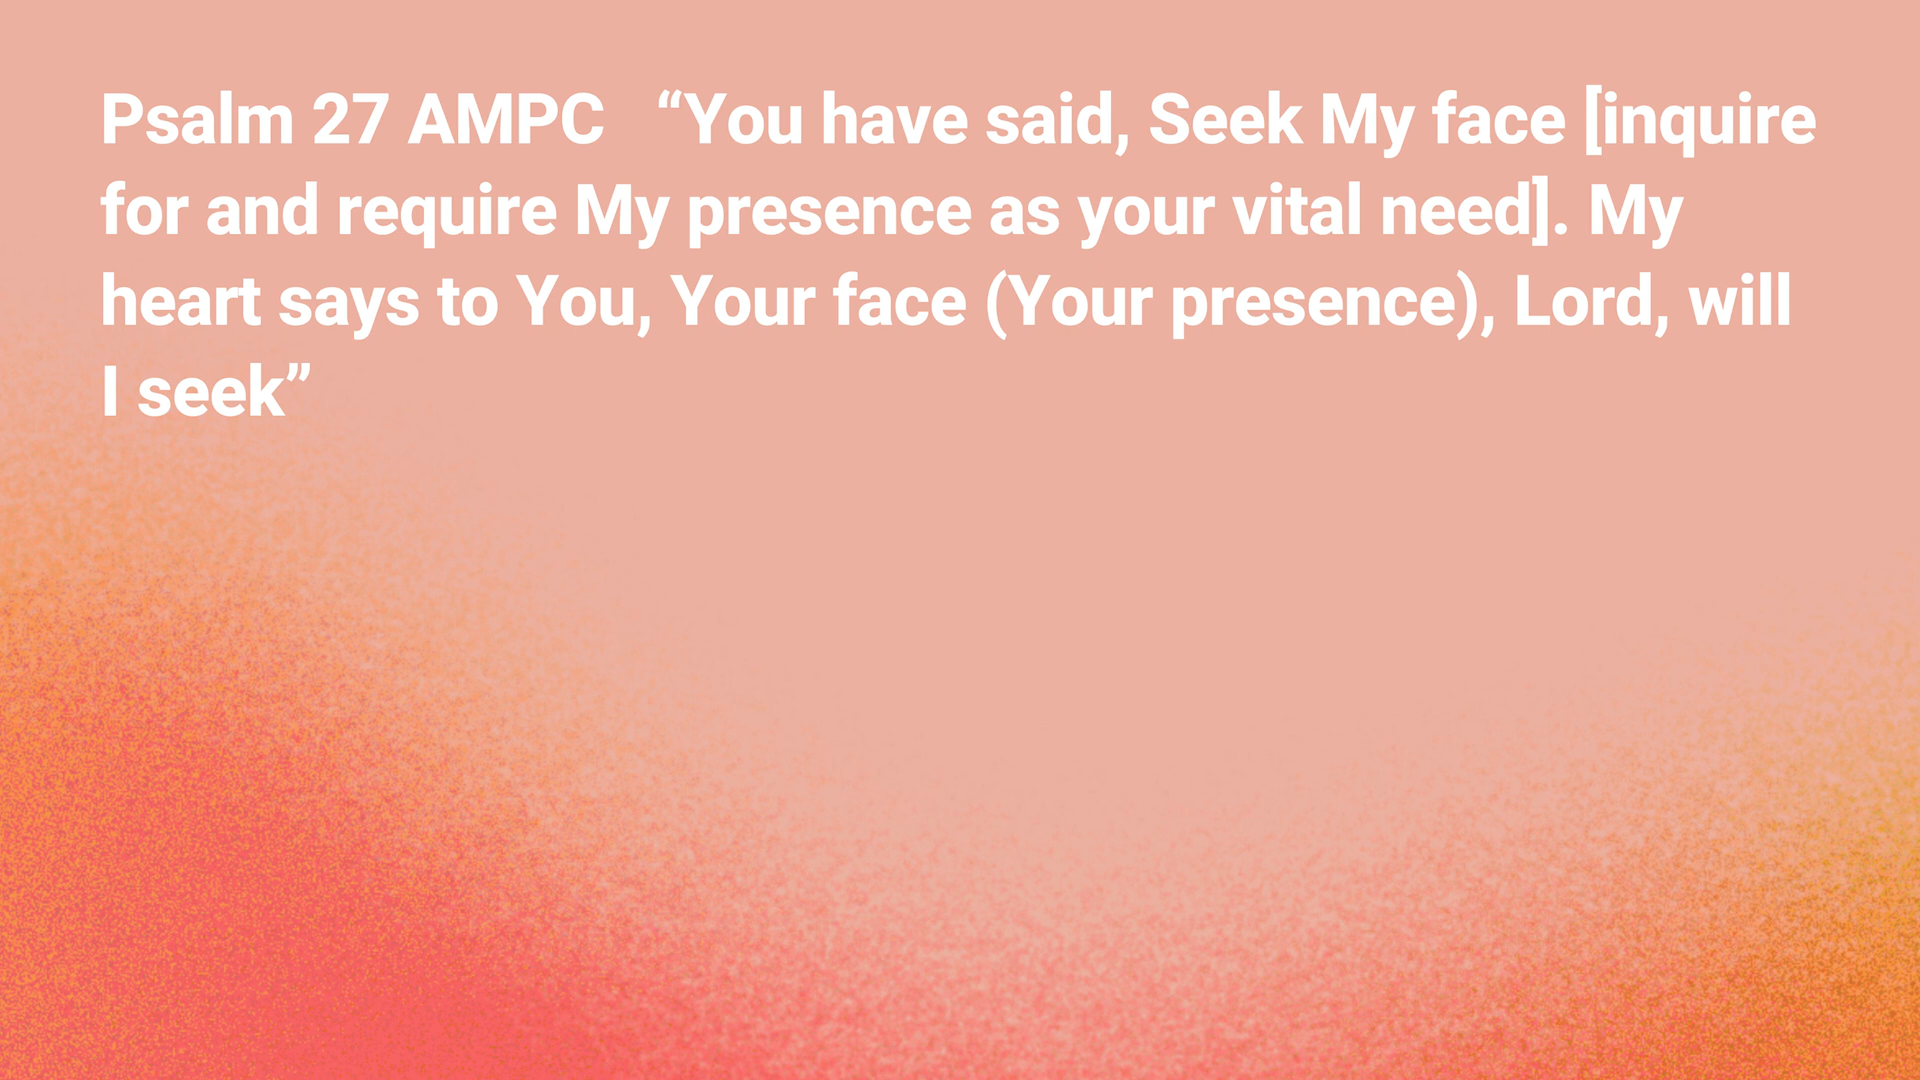 Psalm 27 AMPC   “You have said, Seek My face [inquire
for and require My presence as your vital need]. My
heart says to You, Your face (Your presence), Lord, will
I seek”